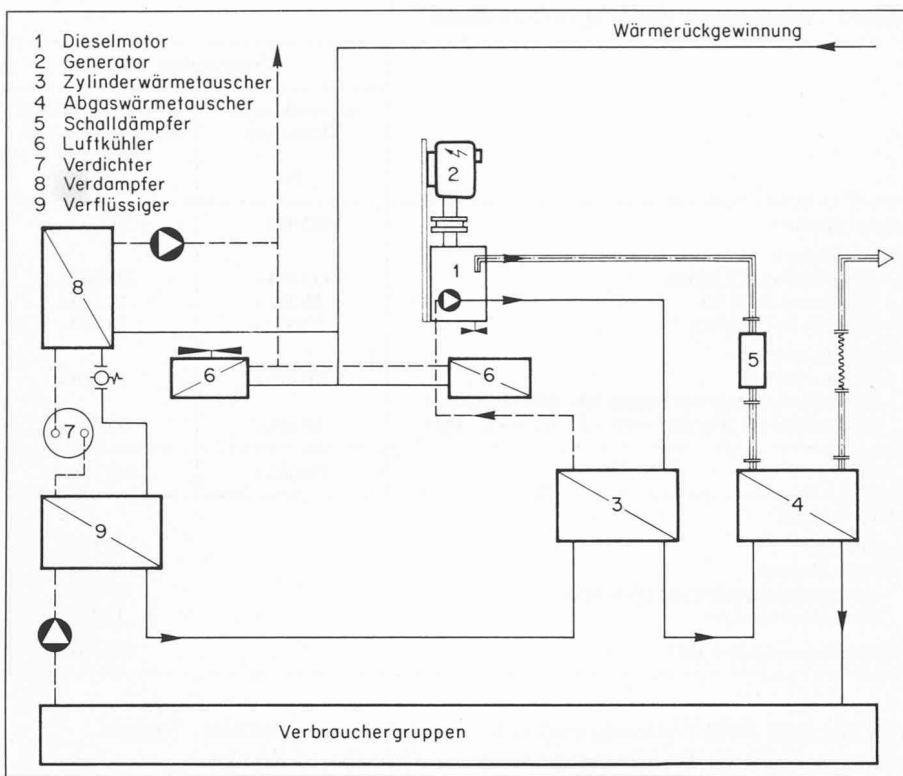 1 Dieselmotor
2 Generator
3 Zylinderwärmetauscher
4 Abgaswärmetauscher
5 Schalldämpfer
6 Luftkühler
7 Verdichter
8 Verdampfer
9 Verflüssiger
Wärmerückgewinnung
2
1
8
6
6
5
7
9
3
4
Verbrauchergruppen